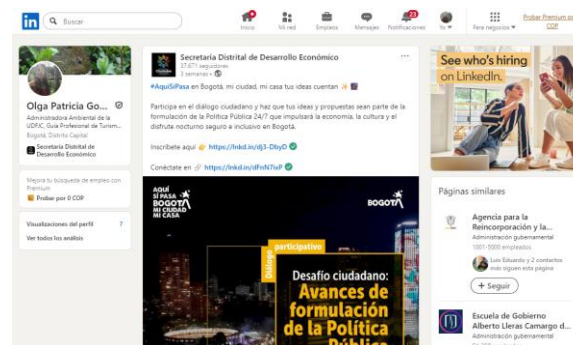 in
Buscar
Inicio
Mi red
Empleos
Mensajes
23
Notificaciones
Yo
Para negocios
Probar Premium por
COP
Olga Patricia Go...
Administradora Ambiental de la
UDFJC, Guía Profesional de Turism...
Bogotá, Distrito Capital
Secretaría Distrital de
Desarrollo Económico
Mejora tu búsqueda de empleo con
Premium
Probar por 0 COP
Visualizaciones del perfil 7
Ver todos los análisis
Secretaría Distrital de Desarrollo Económico
37.671 seguidores
3 semanas •
#AquíSíPasa en Bogotá, mi ciudad, mi casa tus ideas cuentan
Participa en el diálogo ciudadano y haz que tus ideas y propuestas sean parte de la
formulación de la Política Pública 24/7 que impulsará la economía, la cultura y el
disfrute nocturno seguro e inclusivo en Bogotá.
Inscríbete aquí https://lnkd.in/dj3-DbyD
Conéctate en https://lnkd.in/dFnN7ixP
AQUÍ
SÍ PASA
BOGOTÁ
MI CIUDAD
MI CASA
BOGOTÁ
Diálogo
participativo
Desafío ciudadano:
Avances de
formulación
de la Política
Pública
See who's hiring
on LinkedIn.
Páginas similares
Agencia para la
Reincorporación y la...
Administración gubernamental
1001-5000 empleados
Luis Eduardo y 2 contactos
más siguen esta página
+ Seguir
Escuela de Gobierno
Alberto Lleras Camargo d...
Administración gubernamental